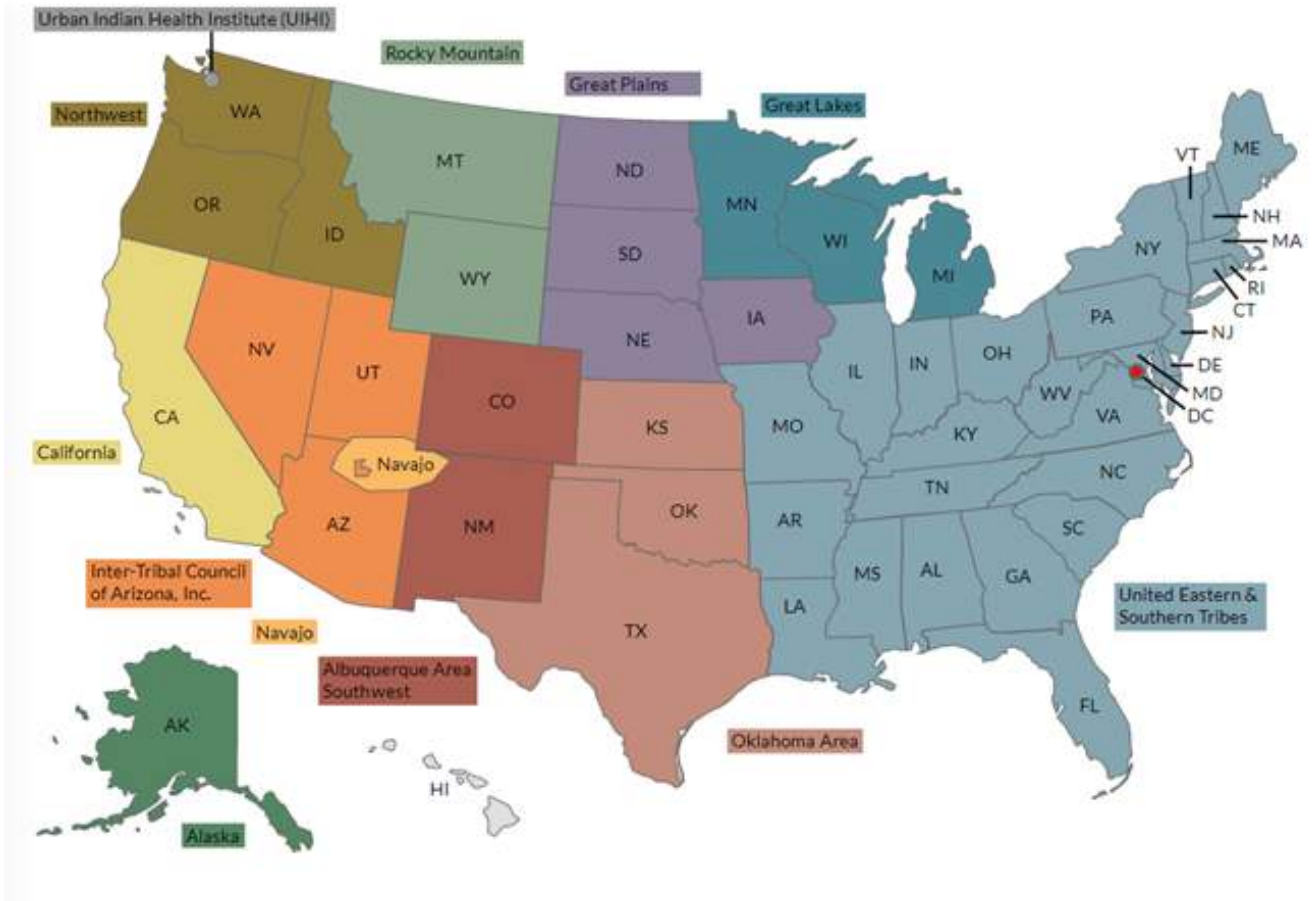 Urban Indian Health Institute (UIHI)
Rocky Mountain
Great Plains
Great Lakes
Northwest
WA
MT
ND
MN
VT
ME
OR
ID
WY
SD
WI
MI
NY
NH
MA
RI
CT
NV
UT
NE
IA
PA
NJ
CA
CO
KS
MO
IL
IN
OH
WV
VA
DE
MD
DC
California
Navajo
KY
NC
TN
AZ
NM
OK
AR
SC
MS
AL
GA
Inter-Tribal Council
of Arizona, Inc.
TX
LA
United Eastern &
Southern Tribes
Navajo
Albuquerque Area
Southwest
AK
FL
Oklahoma Area
HI
Alaska